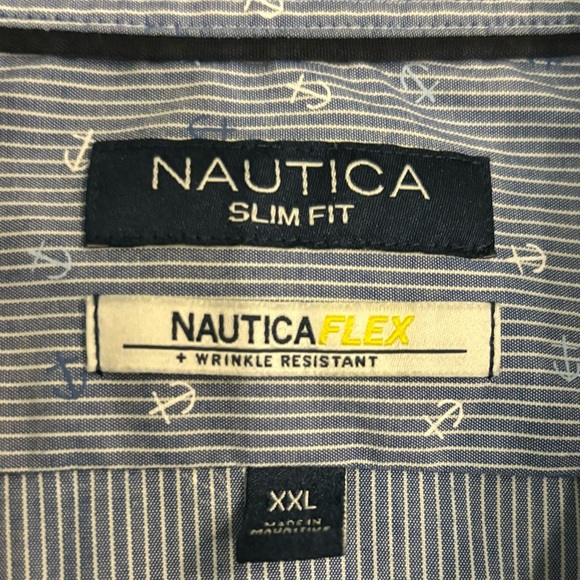 NAUTICA
SLIM FIT
NAUTICAFLEX
+ WRINKLE RESISTANT
XXL
MADE IN
MAURITIUS